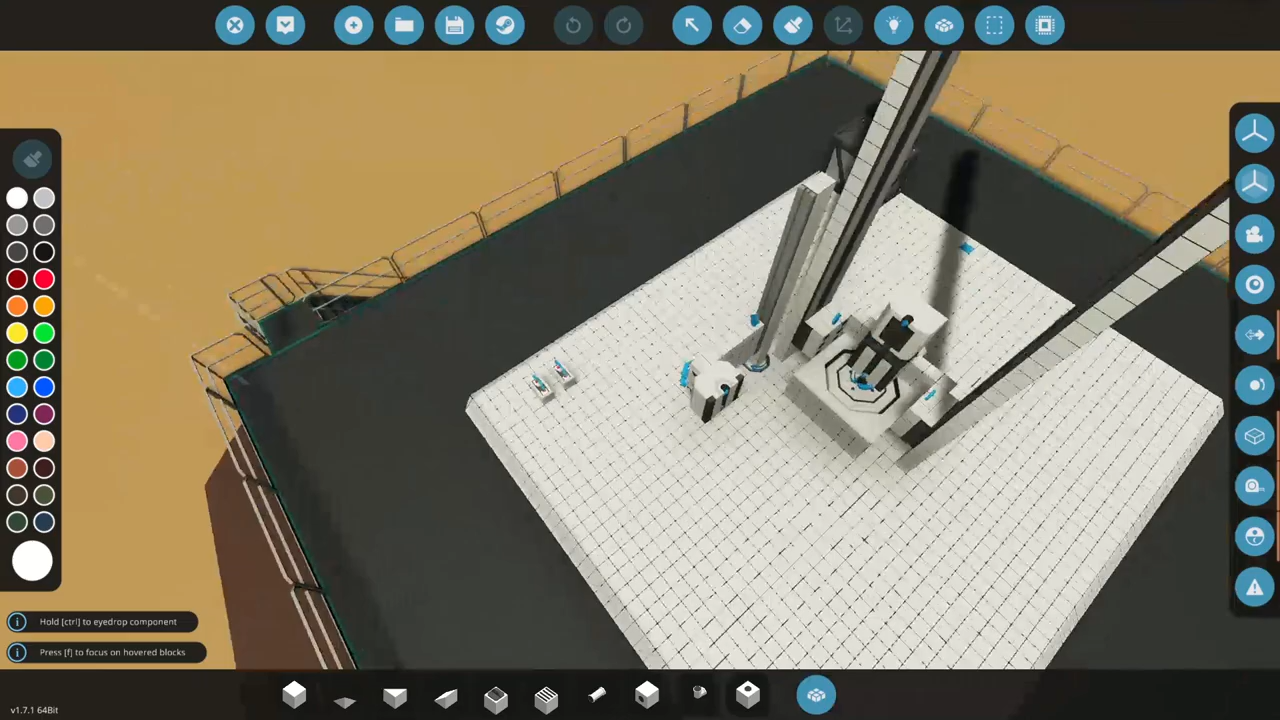 Hold [ctrl] to eyedrop component
Press [f] to focus on hovered blocks
v1.7.1 64Bit